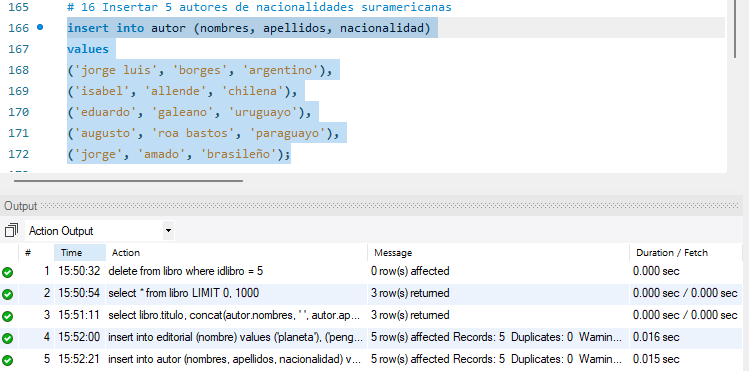 165 # 16 Insertar 5 autores de nacionalidades suramericanas
166 insert into autor (nombres, apellidos, nacionalidad)
167 values
168 ('jorge luis', 'borges', 'argentino'),
169 ('isabel', 'allende', 'chilena'),
170 ('eduardo', 'galeano', 'uruguayo'),
171 ('augusto', 'roa bastos', 'paraguayo'),
172 ('jorge', 'amado', 'brasileño');
Output
Action Output
# Time Action Message Duration / Fetch
1 15:50:32 delete from libro where idlibro = 5 0 row(s) affected 0.000 sec
2 15:50:54 select * from libro LIMIT 0, 1000 3 row(s) returned 0.000 sec / 0.000 sec
3 15:51:11 select libro.titulo, concat(autor.nombres, ' ', autor.ap... 3 row(s) returned 0.000 sec / 0.000 sec
4 15:52:00 insert into editorial (nombre) values ('planeta'), ('peng... 5 row(s) affected Records: 5 Duplicates: 0 Warnin... 0.016 sec
5 15:52:21 insert into autor (nombres, apellidos, nacionalidad) v... 5 row(s) affected Records: 5 Duplicates: 0 Warnin... 0.015 sec